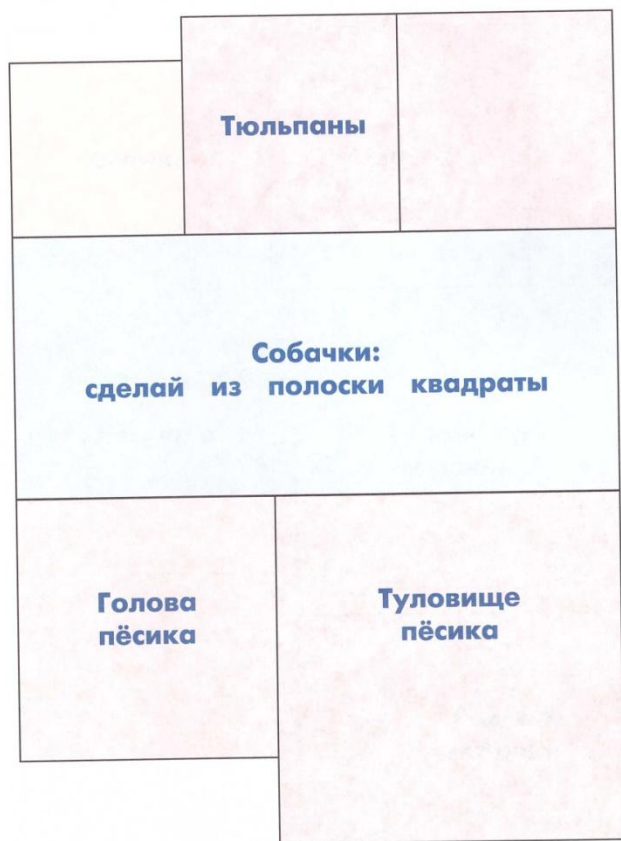 Тюльпаны
Собачки:
сделай из полоски квадраты
Голова
пёсика
Туловище
пёсика